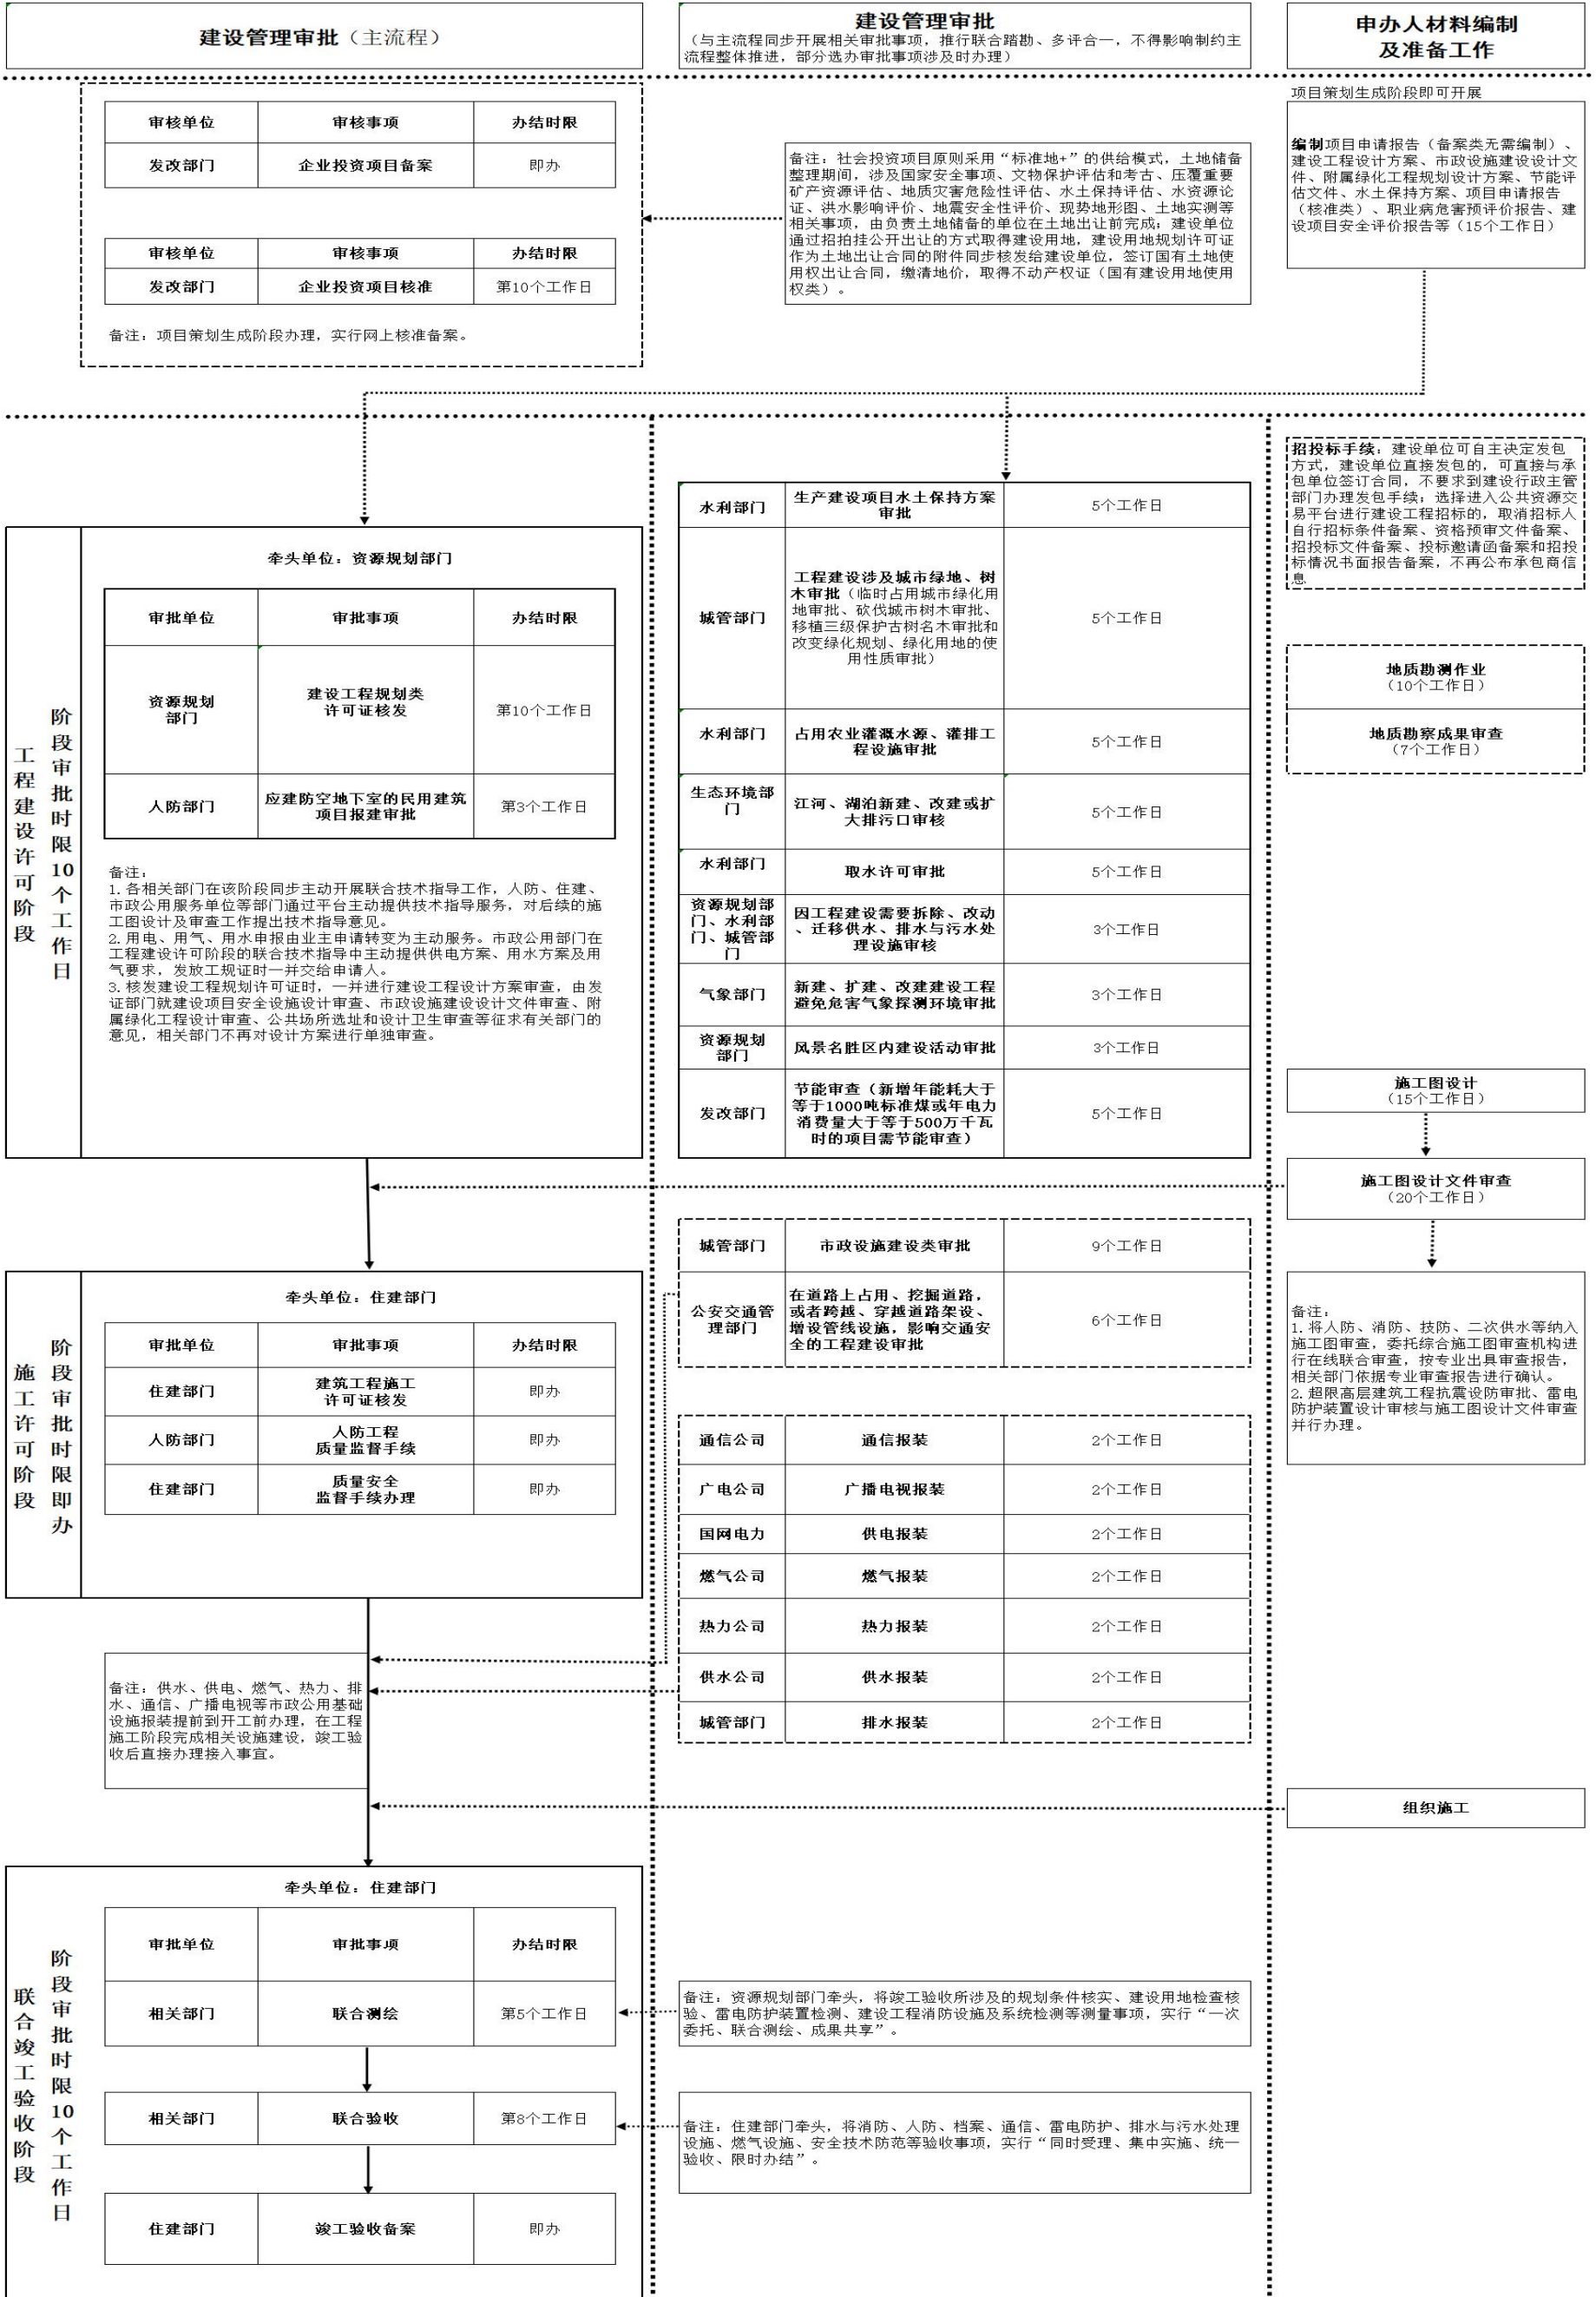 建设管理审批（主流程）
建设管理审批
（与主流程同步开展相关审批事项，推行联合踏勘、多评合一，不得影响制约主
流程整体推进，部分选办审批事项涉及时办理）
申办人材料编制
及准备工作
审核单位
审核事项
办结时限
发改部门
企业投资项目备案
即办
审核单位
审核事项
办结时限
发改部门
企业投资项目核准
第10个工作日
备注：项目策划生成阶段办理，实行网上核准备案。
备注：社会投资项目原则采用“标准地+”的供给模式，土地储备
整理期间，涉及国家安全事项、文物保护评估和考古、压覆重要
矿产资源评估、地质灾害危险性评估、水土保持评估、水资源论
证、洪水影响评价、地震安全性评价、现势地形图、土地实测等
相关事项，由负责土地储备的单位在土地出让前完成；建设单位
通过招拍挂公开出让的方式取得建设用地，建设用地规划许可证
作为土地出让合同的附件同步核发给建设单位，签订国有土地使
用权出让合同，缴清地价，取得不动产权证（国有建设用地使用
权类）。
项目策划生成阶段即可开展
编制项目申请报告（备案类无需编制）、
建设工程设计方案、市政设施建设设计文
件、附属绿化工程规划设计方案、节能评
估文件、水土保持方案、项目申请报告
（核准类）、职业病危害预评价报告、建
设项目安全评价报告等（15个工作日）
工程建设许可阶段
阶段审批时限10个工作日
牵头单位：资源规划部门
审批单位
审批事项
办结时限
资源规划
部门
建设工程规划类
许可证核发
第10个工作日
人防部门
应建防空地下室的民用建筑
项目报建审批
第3个工作日
备注：
1.各相关部门在该阶段同步主动开展联合技术指导工作，人防、住建、
市政公用服务单位等部门通过平台主动提供技术指导服务，对后续的施
工图设计及审查工作提出技术指导意见。
2.用电、用气、用水申报由业主申请转变为主动服务。市政公用部门在
工程建设许可阶段的联合技术指导中主动提供供电方案、用水方案及用
气要求，发放工规证时一并交给申请人。
3.核发建设工程规划许可证时，一并进行建设工程设计方案审查，由发
证部门就建设项目安全设施设计审查、市政设施建设设计文件审查、附
属绿化工程设计审查、公共场所选址和设计卫生审查等征求有关部门的
意见，相关部门不再对设计方案进行单独审查。
水利部门
生产建设项目水土保持方案
审批
5个工作日
城管部门
工程建设涉及城市绿地、树
木审批（临时占用城市绿化用
地审批、砍伐城市树木审批、
移植三级保护古树名木审批和
改变绿化规划、绿化用地的使
用性质审批）
5个工作日
水利部门
占用农业灌溉水源、灌排工
程设施审批
5个工作日
生态环境部
门
江河、湖泊新建、改建或扩
大排污口审核
5个工作日
水利部门
取水许可审批
5个工作日
资源规划部
门、水利部
门、城管部
门
因工程建设需要拆除、改动
、迁移供水、排水与污水处
理设施审核
3个工作日
气象部门
新建、扩建、改建建设工程
避免危害气象探测环境审批
3个工作日
资源规划
部门
风景名胜区内建设活动审批
3个工作日
发改部门
节能审查（新增年能耗大于
等于1000吨标准煤或年电力
消费量大于等于500万千瓦
时的项目需节能审查）
5个工作日
招投标手续：建设单位可自主决定发包
方式，建设单位直接发包的，可直接与承
包单位签订合同，不要求到建设行政主管
部门办理发包手续；选择进入公共资源交
易平台进行建设工程招标的，取消招标人
自行招标条件备案、资格预审文件备案、
招投标文件备案、投标邀请函备案和招投
标情况书面报告备案，不再公布承包商信
息
地质勘测作业
（10个工作日）
地质勘察成果审查
（7个工作日）
施工图设计
（15个工作日）
施工图设计文件审查
（20个工作日）
备注：
1.将人防、消防、技防、二次供水等纳入
施工图审查，委托综合施工图审查机构进
行在线联合审查，按专业出具审查报告，
相关部门依据专业审查报告进行确认。
2.超限高层建筑工程抗震设防审批、雷电
防护装置设计审核与施工图设计文件审查
并行办理。
施工许可阶段
阶段审批时限即办
牵头单位：住建部门
审批单位
审批事项
办结时限
住建部门
建筑工程施工
许可证核发
即办
人防部门
人防工程
质量监督手续
即办
住建部门
质量安全
监督手续办理
即办
城管部门
市政设施建设类审批
9个工作日
公安交通管
理部门
在道路上占用、挖掘道路，
或者跨越、穿越道路架设、
增设管线设施，影响交通安
全的工程建设审批
6个工作日
通信公司
通信报装
2个工作日
广电公司
广播电视报装
2个工作日
国网电力
供电报装
2个工作日
燃气公司
燃气报装
2个工作日
热力公司
热力报装
2个工作日
供水公司
供水报装
2个工作日
城管部门
排水报装
2个工作日
备注：供水、供电、燃气、热力、排
水、通信、广播电视等市政公用基础
设施报装提前到开工前办理，在工程
施工阶段完成相关设施建设，竣工验
收后直接办理接入事宜。
组织施工
联合竣工验收阶段
阶段审批时限10个工作日
牵头单位：住建部门
审批单位
审批事项
办结时限
相关部门
联合测绘
第5个工作日
相关部门
联合验收
第8个工作日
住建部门
竣工验收备案
即办
备注：资源规划部门牵头，将竣工验收所涉及的规划条件核实、建设用地检查核
验、雷电防护装置检测、建设工程消防设施及系统检测等测量事项，实行“一次
委托、联合测绘、成果共享”。
备注：住建部门牵头，将消防、人防、档案、通信、雷电防护、排水与污水处理
设施、燃气设施、安全技术防范等验收事项，实行“同时受理、集中实施、统一
验收、限时办结”。